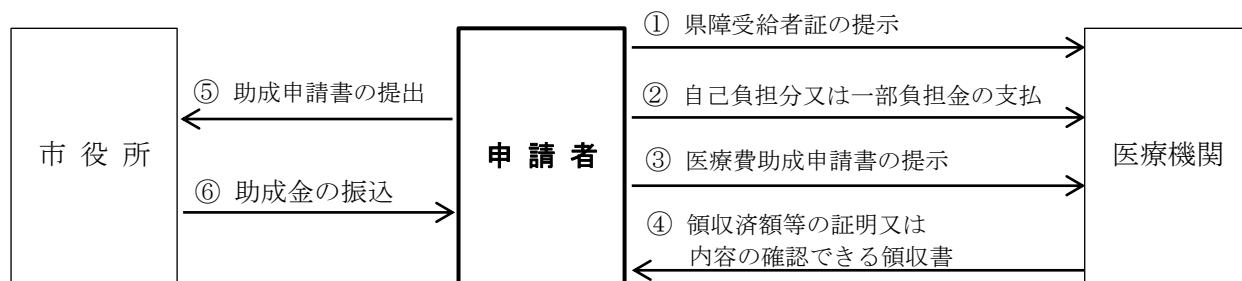 ① 県障受給者証の提示
⑤ 助成申請書の提出
② 自己負担分又は一部負担金の支払
市 役 所
申 請 者
③ 医療費助成申請書の提示
医療機関
⑥ 助成金の振込
④ 領収済額等の証明又は
内容の確認できる領収書